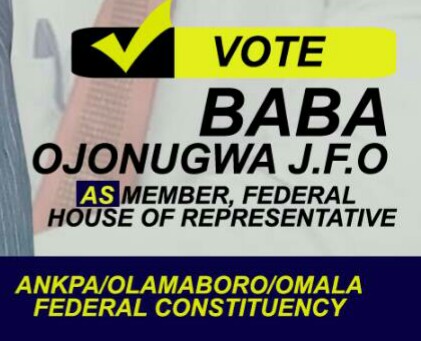 VOTE
BABA
OJONUGWA J.F.O
AS MEMBER, FEDERAL
HOUSE OF REPRESENTATIVE
ANKPA/OLAMABORO/OMALA
FEDERAL CONSTITUENCY